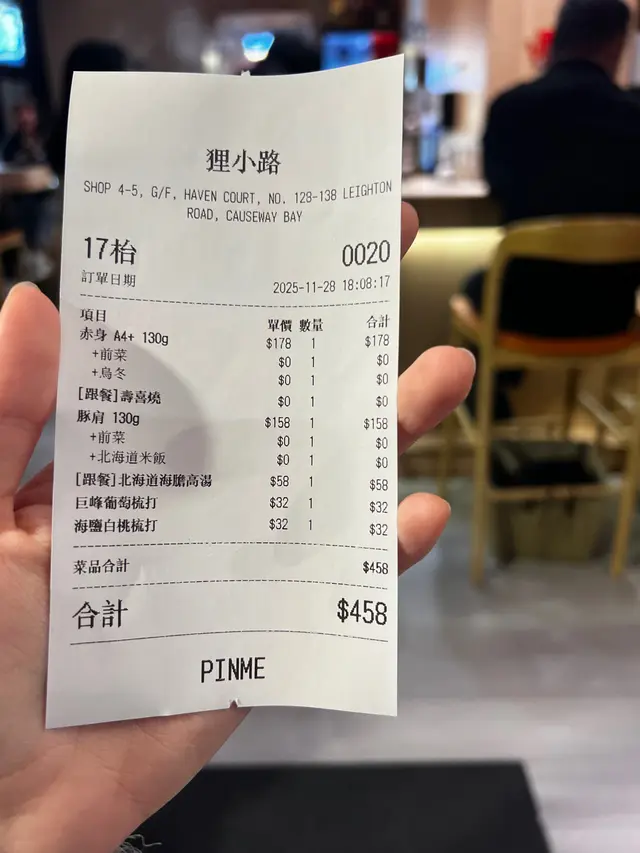 狸小路
SHOP 4-5, G/F, HAVEN COURT, NO. 128-138 LEIGHTON
ROAD, CAUSEWAY BAY
17枱 0020
訂單日期 2025-11-28 18:08:17
項目 單價 數量 合計
赤身 A4+ 130g $178 1 $178
+前菜 $0 1 $0
+烏冬 $0 1 $0
[跟餐]壽喜燒 $0 1 $0
豚肩 130g $158 1 $158
+前菜 $0 1 $0
+北海道米飯 $0 1 $0
[跟餐]北海道海膽高湯 $58 1 $58
巨峰葡萄梳打 $32 1 $32
海鹽白桃梳打 $32 1 $32
菜品合計 $458
合計 $458
PINME